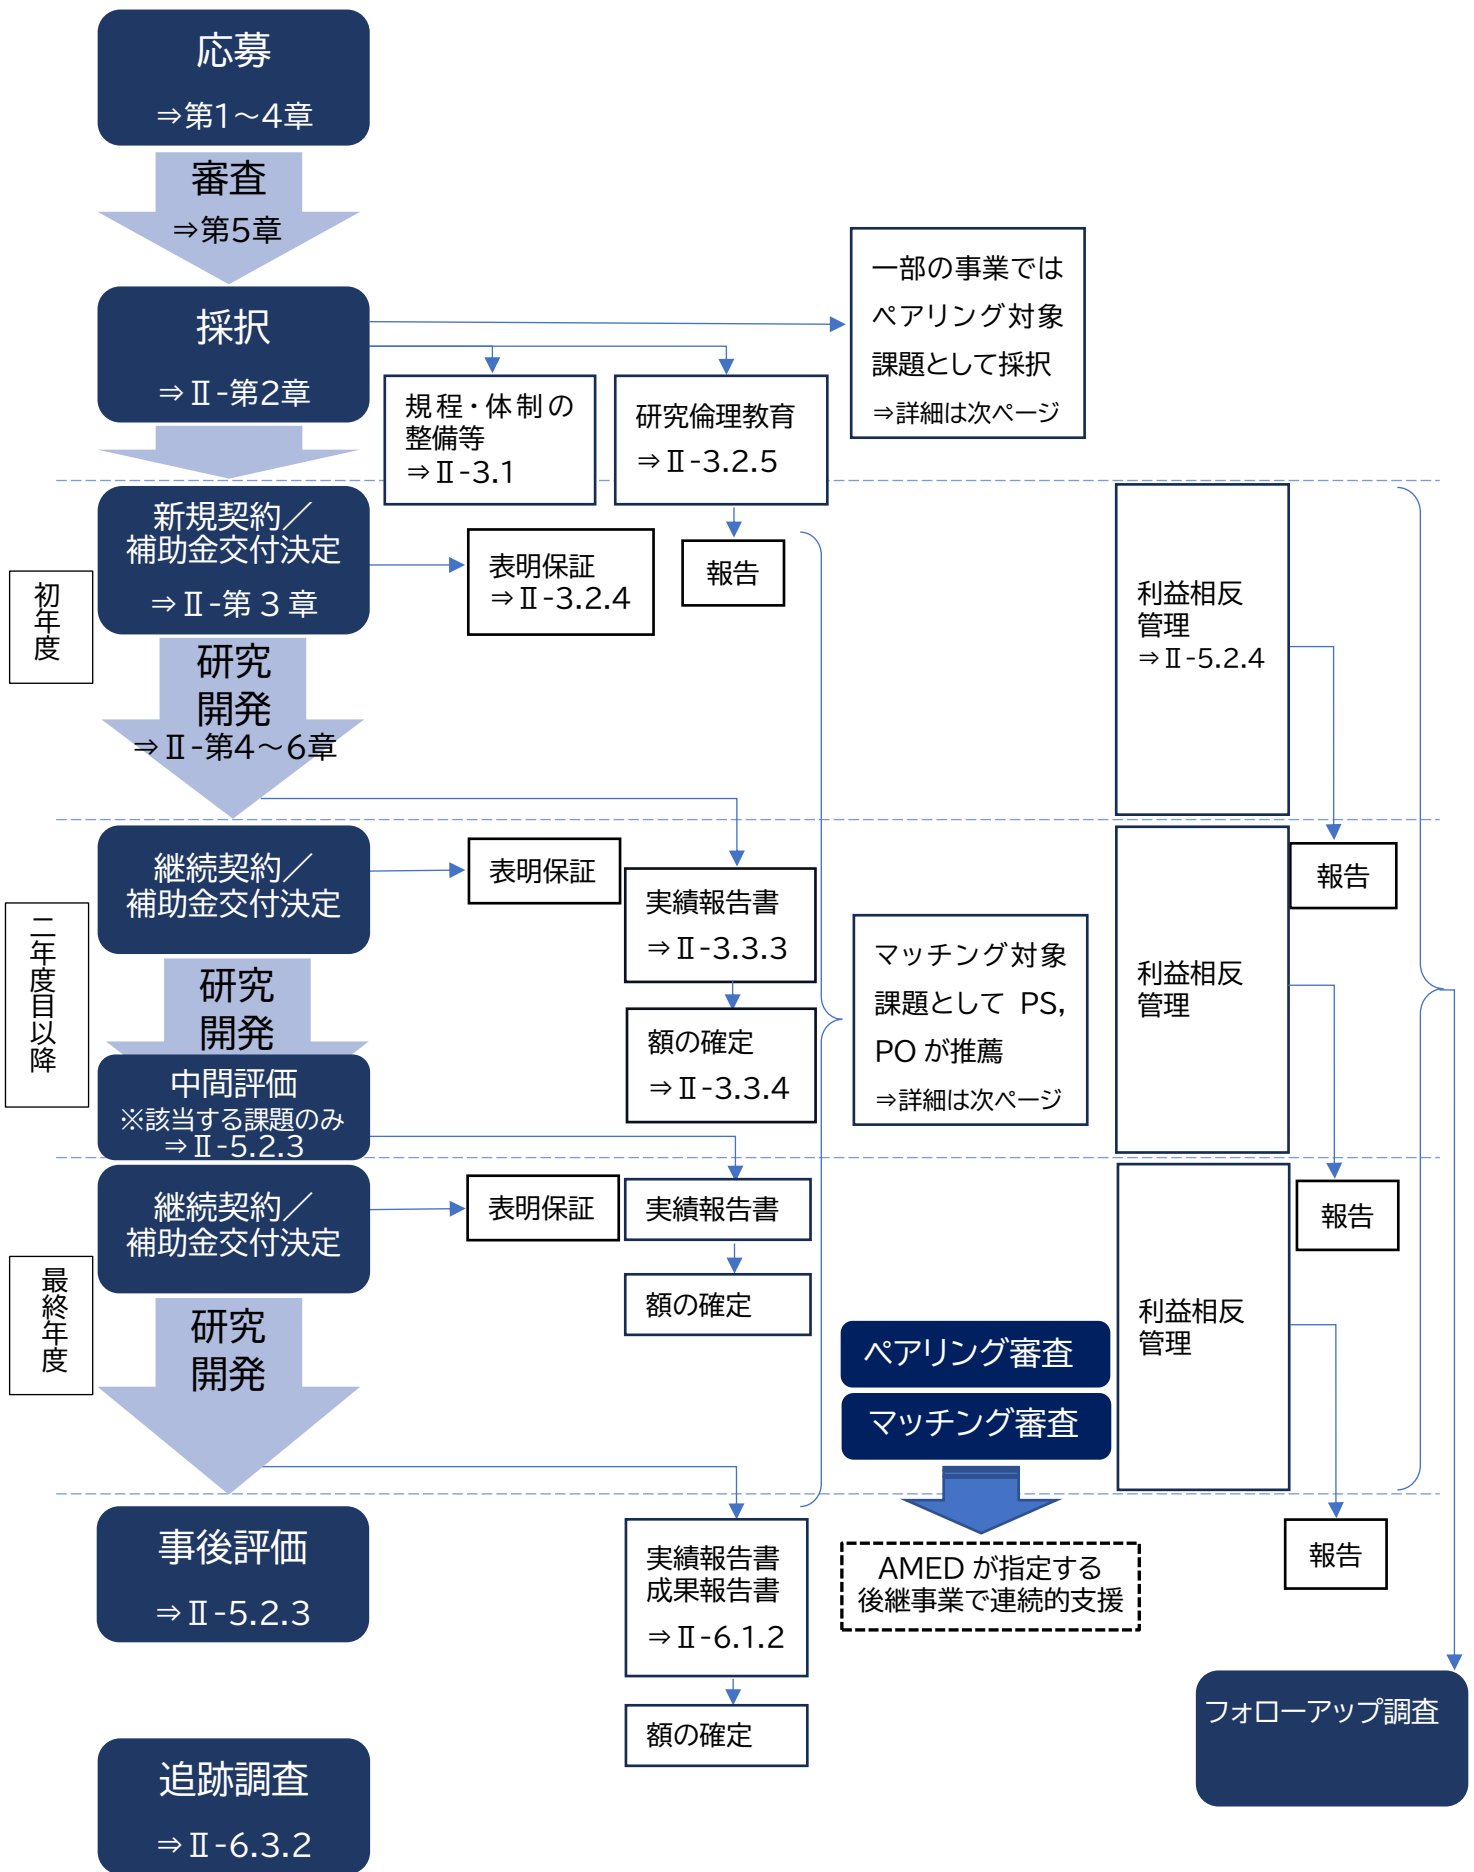 応募
⇒第1～4章
審査
⇒第5章
採択
⇒Ⅱ-第2章
一部の事業では
ペアリング対象
課題として採択
⇒詳細は次ページ
規程・体制の
整備等
⇒Ⅱ-3.1
研究倫理教育
⇒Ⅱ-3.2.5
報告
初年度
新規契約／
補助金交付決定
⇒Ⅱ-第３章
表明保証
⇒Ⅱ-3.2.4
研究
開発
⇒Ⅱ-第4～6章
利益相反
管理
⇒Ⅱ-5.2.4
報告
二年度目以降
継続契約／
補助金交付決定
表明保証
実績報告書
⇒Ⅱ-3.3.3
額の確定
⇒Ⅱ-3.3.4
研究
開発
中間評価
※該当する課題のみ
⇒Ⅱ-5.2.3
マッチング対象
課題として PS,
PO が推薦
⇒詳細は次ページ
利益相反
管理
報告
最終年度
継続契約／
補助金交付決定
表明保証
実績報告書
額の確定
研究
開発
ペアリング審査
マッチング審査
利益相反
管理
報告
事後評価
⇒Ⅱ-5.2.3
実績報告書
成果報告書
⇒Ⅱ-6.1.2
額の確定
AMED が指定する
後継事業で連続的支援
フォローアップ調査
追跡調査
⇒Ⅱ-6.3.2